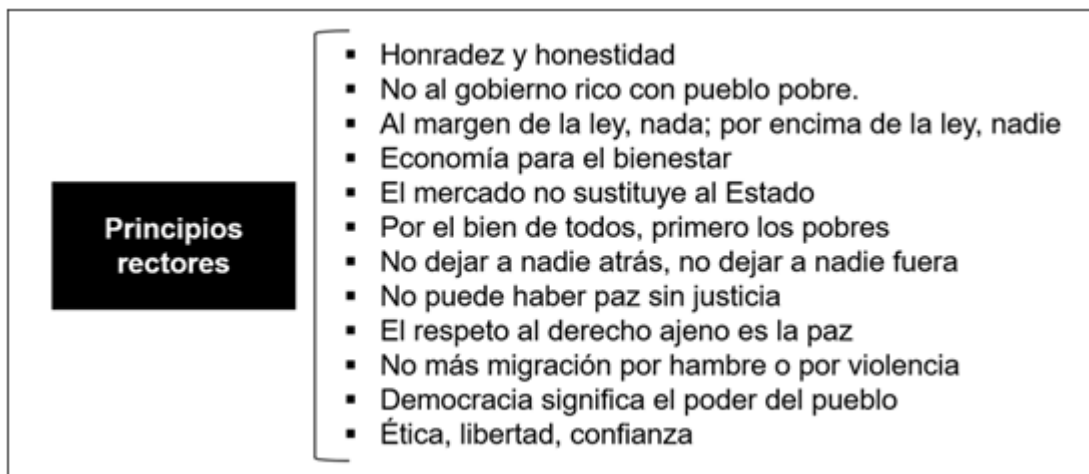 Principios
rectores
▪ Honradez y honestidad
▪ No al gobierno rico con pueblo pobre.
▪ Al margen de la ley, nada; por encima de la ley, nadie
▪ Economía para el bienestar
▪ El mercado no sustituye al Estado
▪ Por el bien de todos, primero los pobres
▪ No dejar a nadie atrás, no dejar a nadie fuera
▪ No puede haber paz sin justicia
▪ El respeto al derecho ajeno es la paz
▪ No más migración por hambre o por violencia
▪ Democracia significa el poder del pueblo
▪ Ética, libertad, confianza